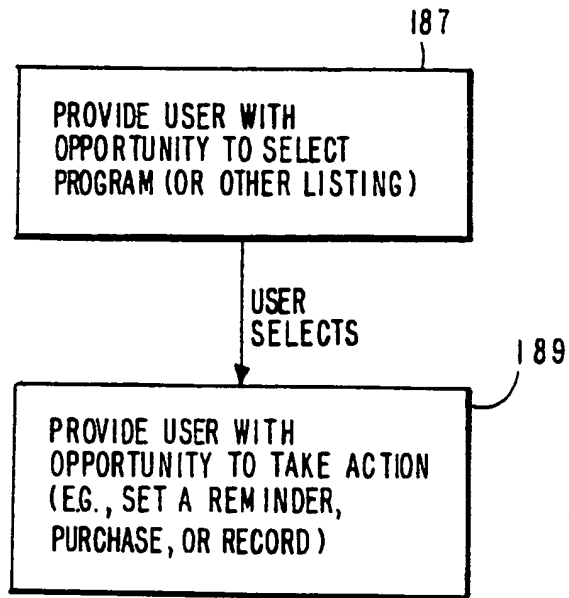 187
PROVIDE USER WITH
OPPORTUNITY TO SELECT
PROGRAM (OR OTHER LISTING)
USER
SELECTS
189
PROVIDE USER WITH
OPPORTUNITY TO TAKE ACTION
(E.G., SET A REMINDER,
PURCHASE, OR RECORD)